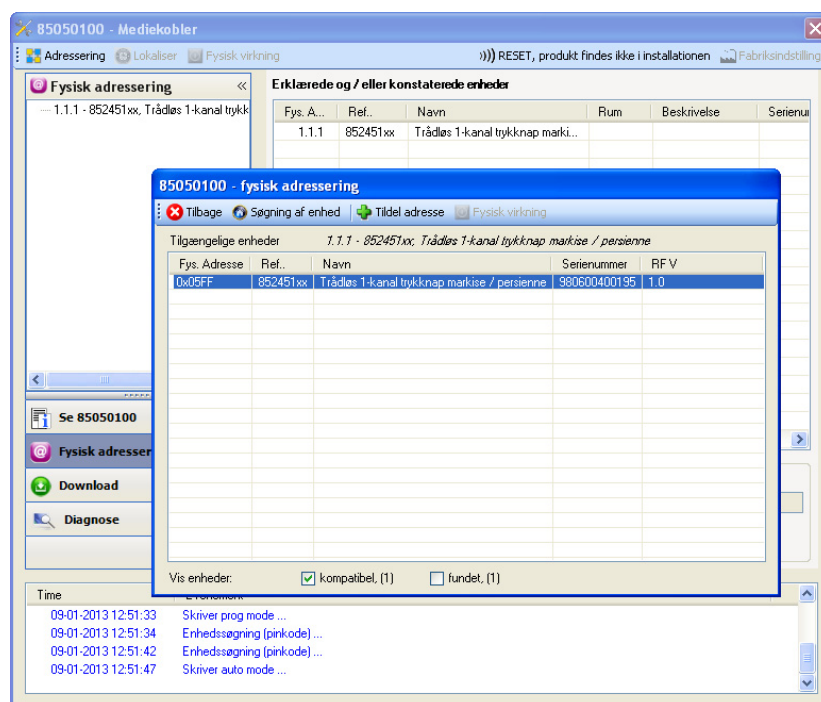 85050100 - Mediekobler
Adressering Lokaliser Fysisk virkning ))) RESET, produkt findes ikke i installationen Fabriksindstilling
Fysisk adressering «
1.1.1 - 852451xx, Trådløs 1-kanal trykk
Erklærede og / eller konstaterede enheder
Fys. A... Ref.. Navn Rum Beskrivelse Serienu
1.1.1 852451xx Trådløs 1-kanal trykknap marki...
85050100 - fysisk adressering
Tilbage Søgning af enhed Tildel adresse Fysisk virkning
Tilgængelige enheder 1.1.1 - 852451xx, Trådløs 1-kanal trykknap markise / persienne
Fys. Adresse Ref.. Navn Serienummer RF V
0x05FF 852451xx Trådløs 1-kanal trykknap markise / persienne 980600400195 1.0
Vis enheder: kompatibel, (1) fundet, (1)
Se 85050100
Fysisk adresser
Download
Diagnose
Time
09-01-2013 12:51:33 Skriver prog mode ...
09-01-2013 12:51:34 Enhedssøgning (pinkode) ...
09-01-2013 12:51:42 Enhedssøgning (pinkode) ...
09-01-2013 12:51:47 Skriver auto mode ...